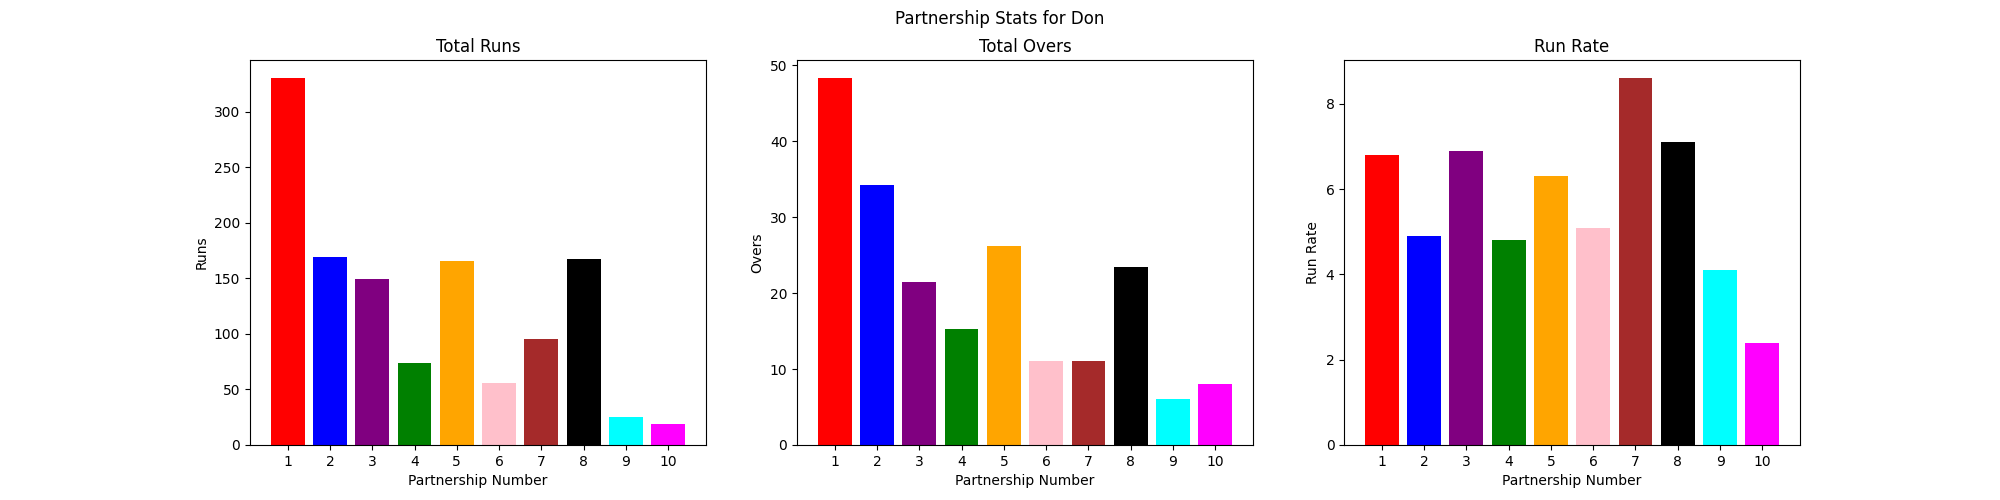 Partnership Stats for Don
Total Runs
Runs
300
250
200
150
100
50
0
1 2 3 4 5 6 7 8 9 10
Partnership Number
Total Overs
Overs
50
40
30
20
10
0
1 2 3 4 5 6 7 8 9 10
Partnership Number
Run Rate
Run Rate
8
6
4
2
0
1 2 3 4 5 6 7 8 9 10
Partnership Number